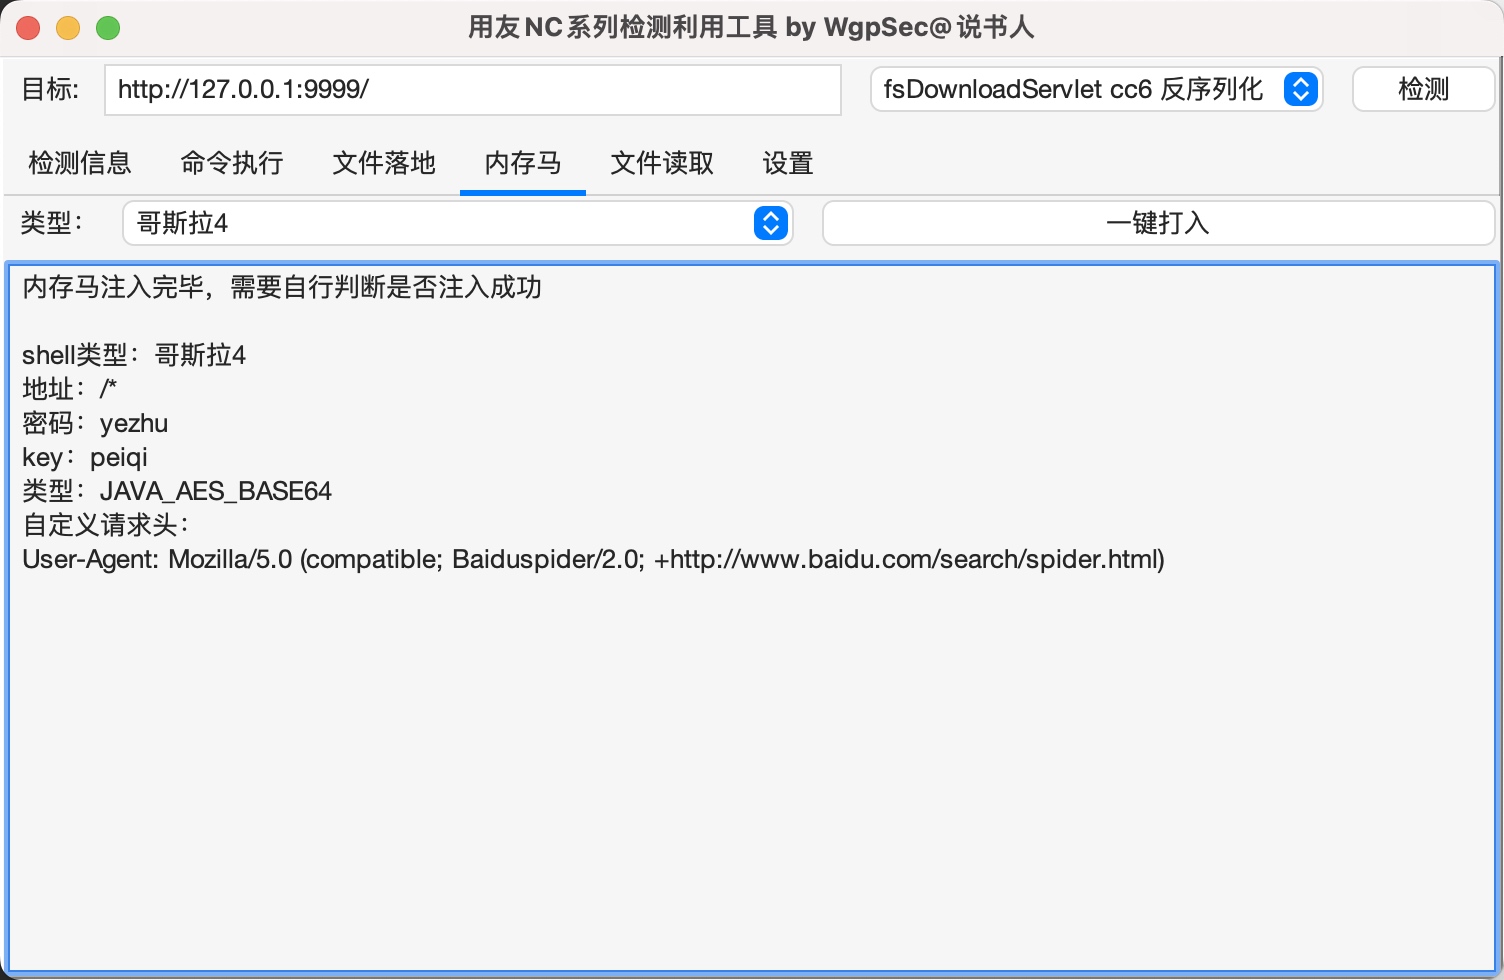 用友NC系列检测利用工具 by WgpSec@说书人
目标: http://127.0.0.1:9999/ fsDownloadServlet cc6 反序列化 检测
检测信息 命令执行 文件落地 内存马 文件读取 设置
类型： 哥斯拉4 一键打入
内存马注入完毕，需要自行判断是否注入成功
shell类型：哥斯拉4
地址：/*
密码：yezhu
key：peiqi
类型：JAVA_AES_BASE64
自定义请求头：
User-Agent: Mozilla/5.0 (compatible; Baiduspider/2.0; +http://www.baidu.com/search/spider.html)